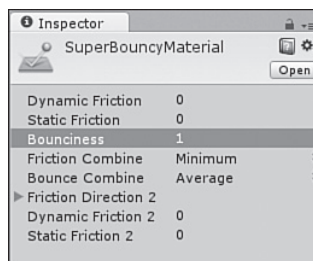 Inspector
SuperBouncyMaterial
Open
Dynamic Friction 0
Static Friction 0
Bounciness 1
Friction Combine Minimum
Bounce Combine Average
Friction Direction 2
Dynamic Friction 2 0
Static Friction 2 0